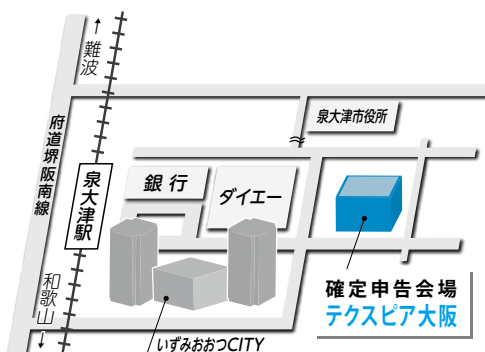 難波
泉大津市役所
府道堺阪南線
泉大津駅
銀行
ダイエー
和歌山
確定申告会場
テクスピア大阪
いずみおおつCITY